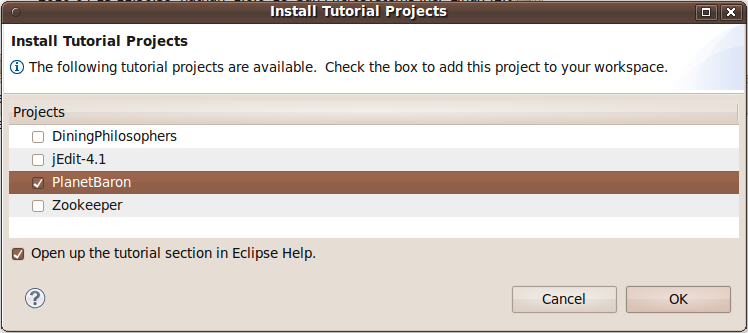 Install Tutorial Projects
Install Tutorial Projects
The following tutorial projects are available.  Check the box to add this project to your workspace.
Projects
DiningPhilosophers
jEdit-4.1
PlanetBaron
Zookeeper
Open up the tutorial section in Eclipse Help.
?
Cancel
OK